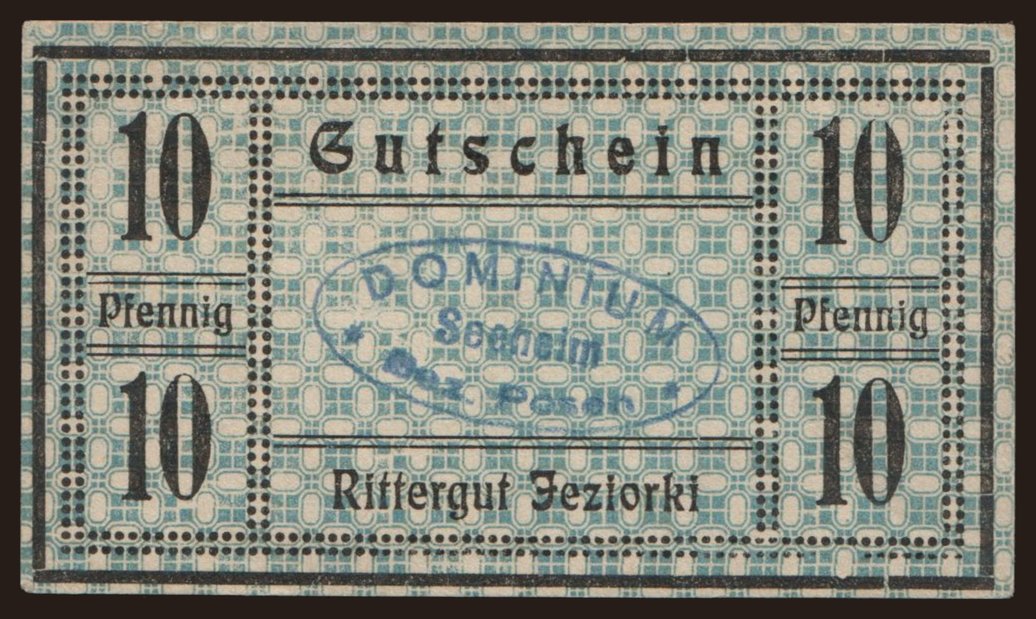 10 Gutschein 10
DOMINIUM
Pfennig Seeheim Pfennig
Bez. Posen
10 10
Rittergut Jeziorki